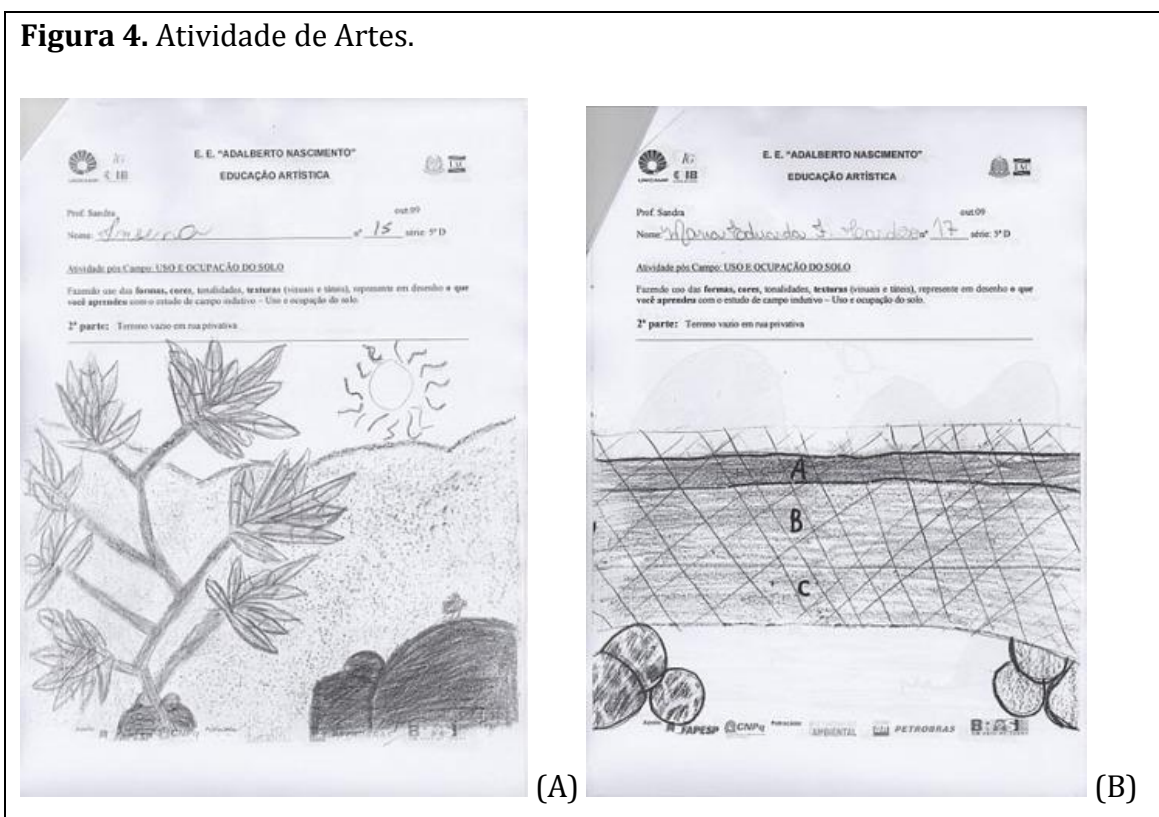 Figura 4. Atividade de Artes.
E. E. "ADALBERTO NASCIMENTO"
EDUCAÇÃO ARTÍSTICA
Prof. Sandra out/09
Nome: nº 15 série: 5ª D
Atividade pós Campo: USO E OCUPAÇÃO DO SOLO
Fazendo uso das formas, cores, tonalidades, texturas (visuais e táteis), represente em desenho o que
você aprendeu com o estudo de campo indutivo – Uso e ocupação do solo.
2ª parte: Terreno vazio em rua privativa
(A)
UNICAMP
E. E. "ADALBERTO NASCIMENTO"
EDUCAÇÃO ARTÍSTICA
Prof. Sandra out/09
Nome: Maria Eduarda F. nº 17 série: 5ª D
Atividade pós Campo: USO E OCUPAÇÃO DO SOLO
Fazendo uso das formas, cores, tonalidades, texturas (visuais e táteis), represente em desenho o que
você aprendeu com o estudo de campo indutivo – Uso e ocupação do solo.
2ª parte: Terreno vazio em rua privativa
A
B
C
FAPESP CNPq AMBIENTAL PETROBRAS
(B)